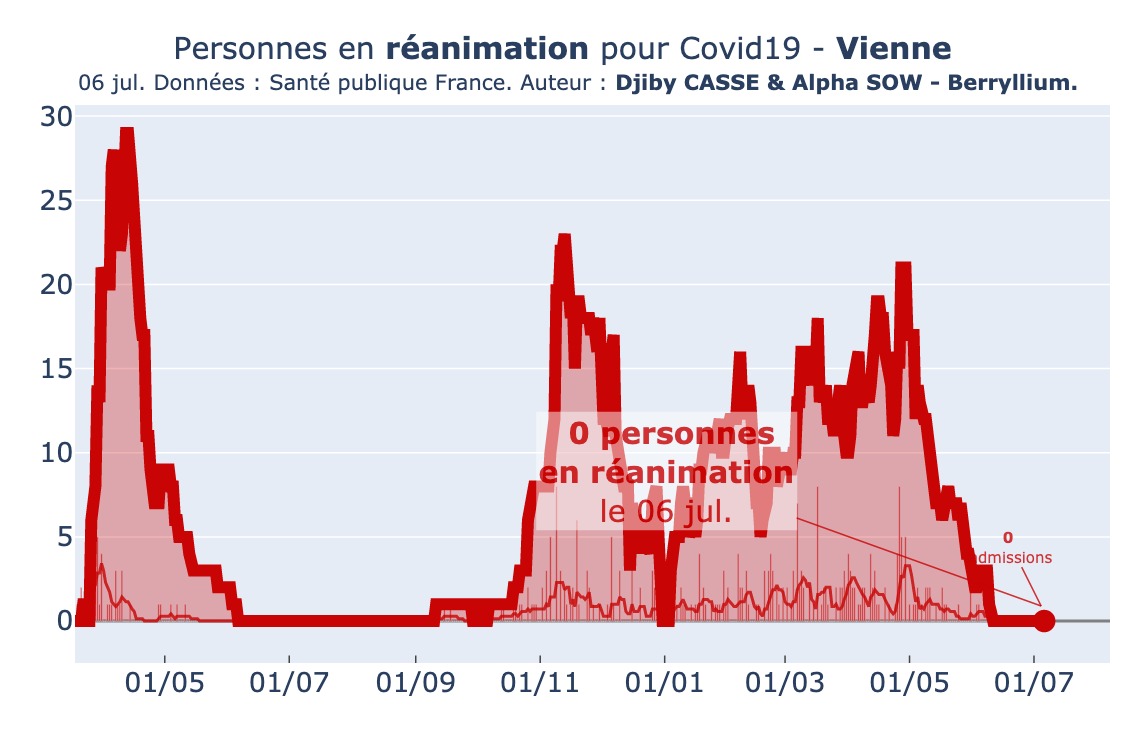 Personnes en réanimation pour Covid19 - Vienne
06 jul. Données : Santé publique France. Auteur : Djiby CASSE & Alpha SOW - Berryllium.
30
25
20
15
10
5
0
0 personnes
en réanimation
le 06 jul.
0
admissions
01/05 01/07 01/09 01/11 01/01 01/03 01/05 01/07